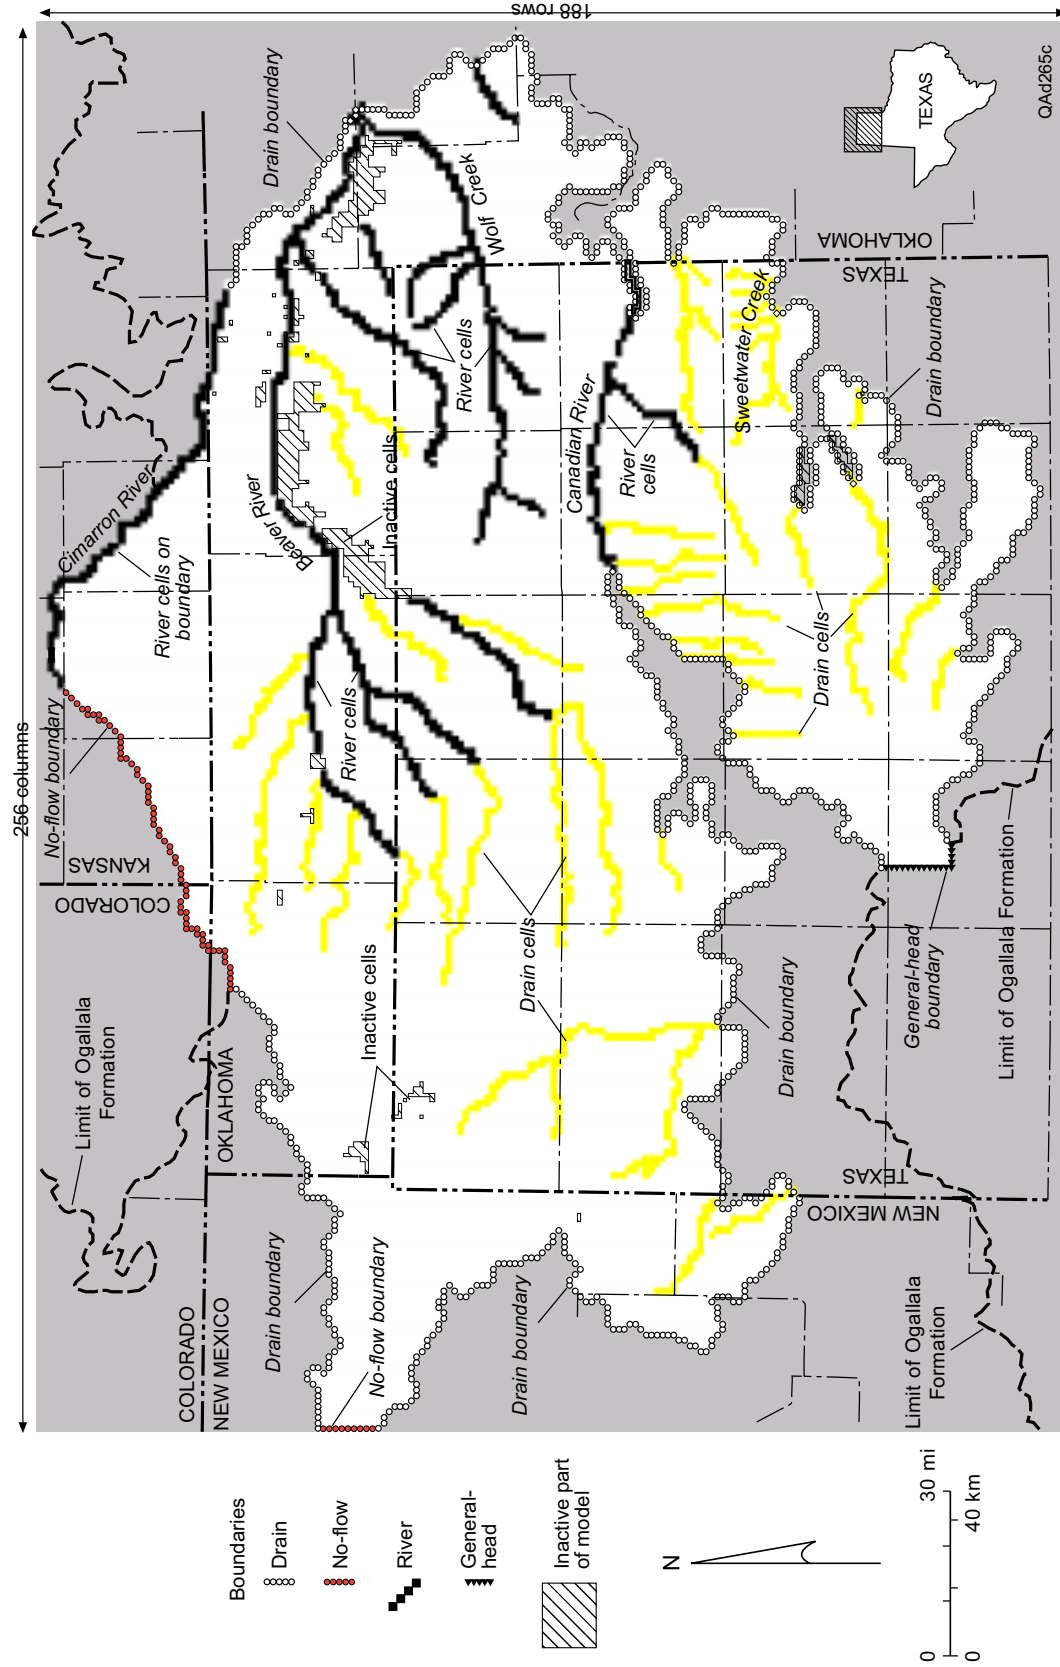 256 columns
188 rows
Limit of Ogallala
Formation
COLORADO
KANSAS
No-flow boundary
Cimarron River
River cells on
boundary
Drain boundary
COLORADO
NEW MEXICO
OKLAHOMA
Drain boundary
No-flow boundary
Inactive cells
River cells
Beaver River
Inactive cells
River cells
Wolf Creek
Drain boundary
Drain cells
Canadian River
River
cells
Drain boundary
Drain cells
Sweetwater Creek
NEW MEXICO
TEXAS
OKLAHOMA
TEXAS
Drain boundary
Limit of Ogallala
Formation
General-head
boundary
Limit of Ogallala Formation
TEXAS
QAd265c
Boundaries
Drain
No-flow
River
General-
head
Inactive part
of model
N
0 30 mi
0 40 km